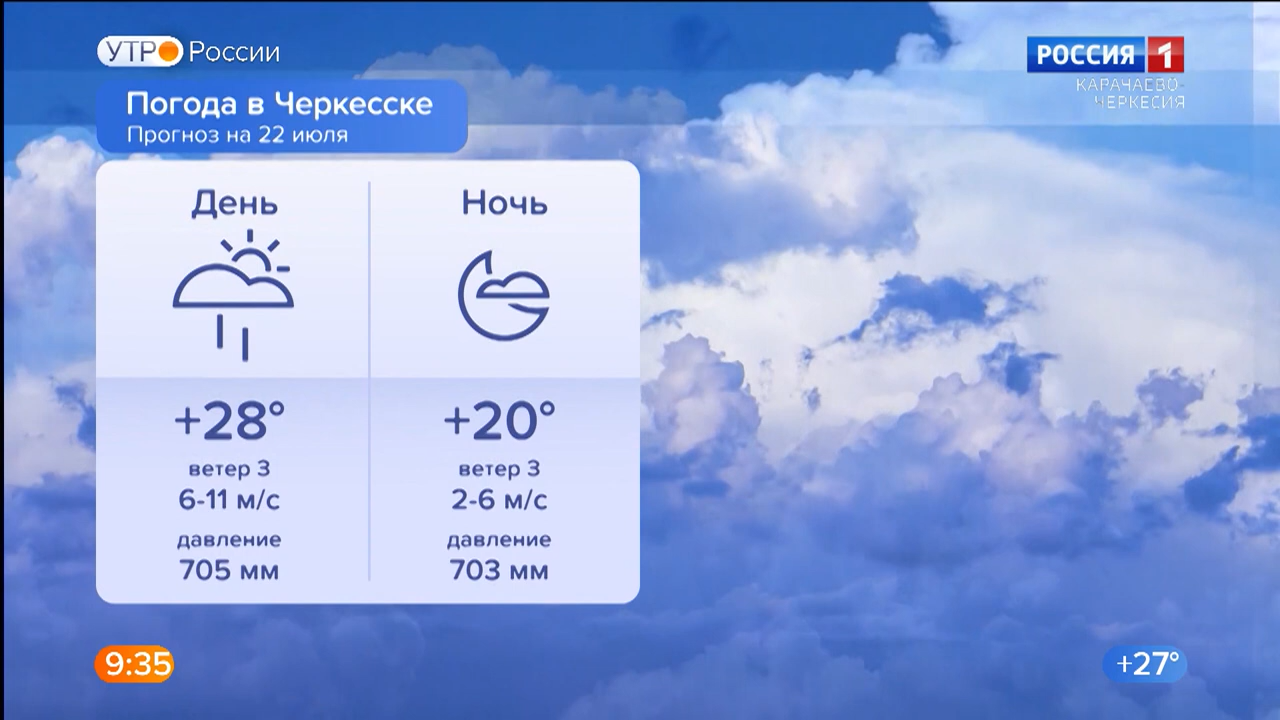 УТРО России
РОССИЯ 1
КАРАЧАЕВО-
ЧЕРКЕСИЯ
Погода в Черкесске
Прогноз на 22 июля
День
Ночь
+28°
+20°
ветер З
ветер З
6-11 м/с
2-6 м/с
давление
давление
705 мм
703 мм
9:35
+27°